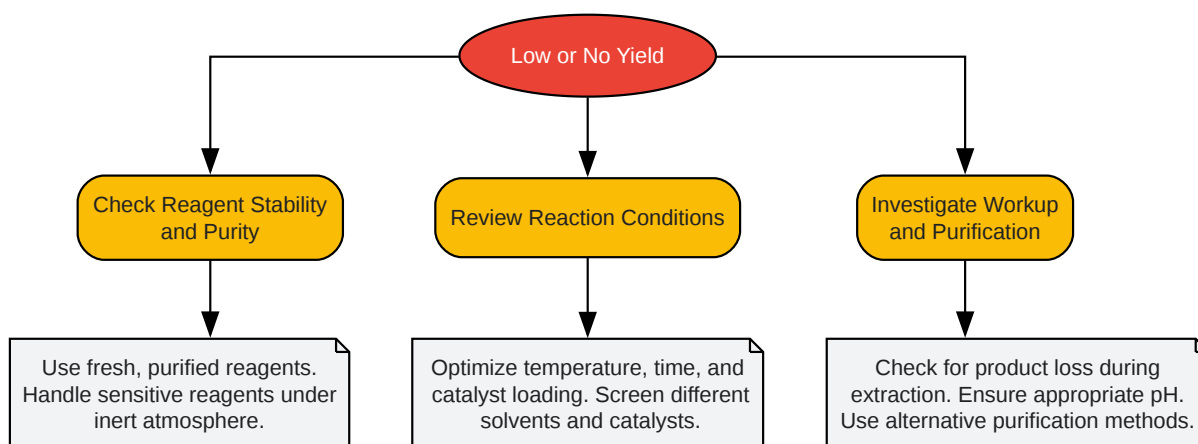 Low or No Yield
Check Reagent Stability
and Purity
Review Reaction Conditions
Investigate Workup
and Purification
Use fresh, purified reagents.
Handle sensitive reagents under
inert atmosphere.
Optimize temperature, time, and
catalyst loading. Screen different
solvents and catalysts.
Check for product loss during
extraction. Ensure appropriate pH.
Use alternative purification methods.